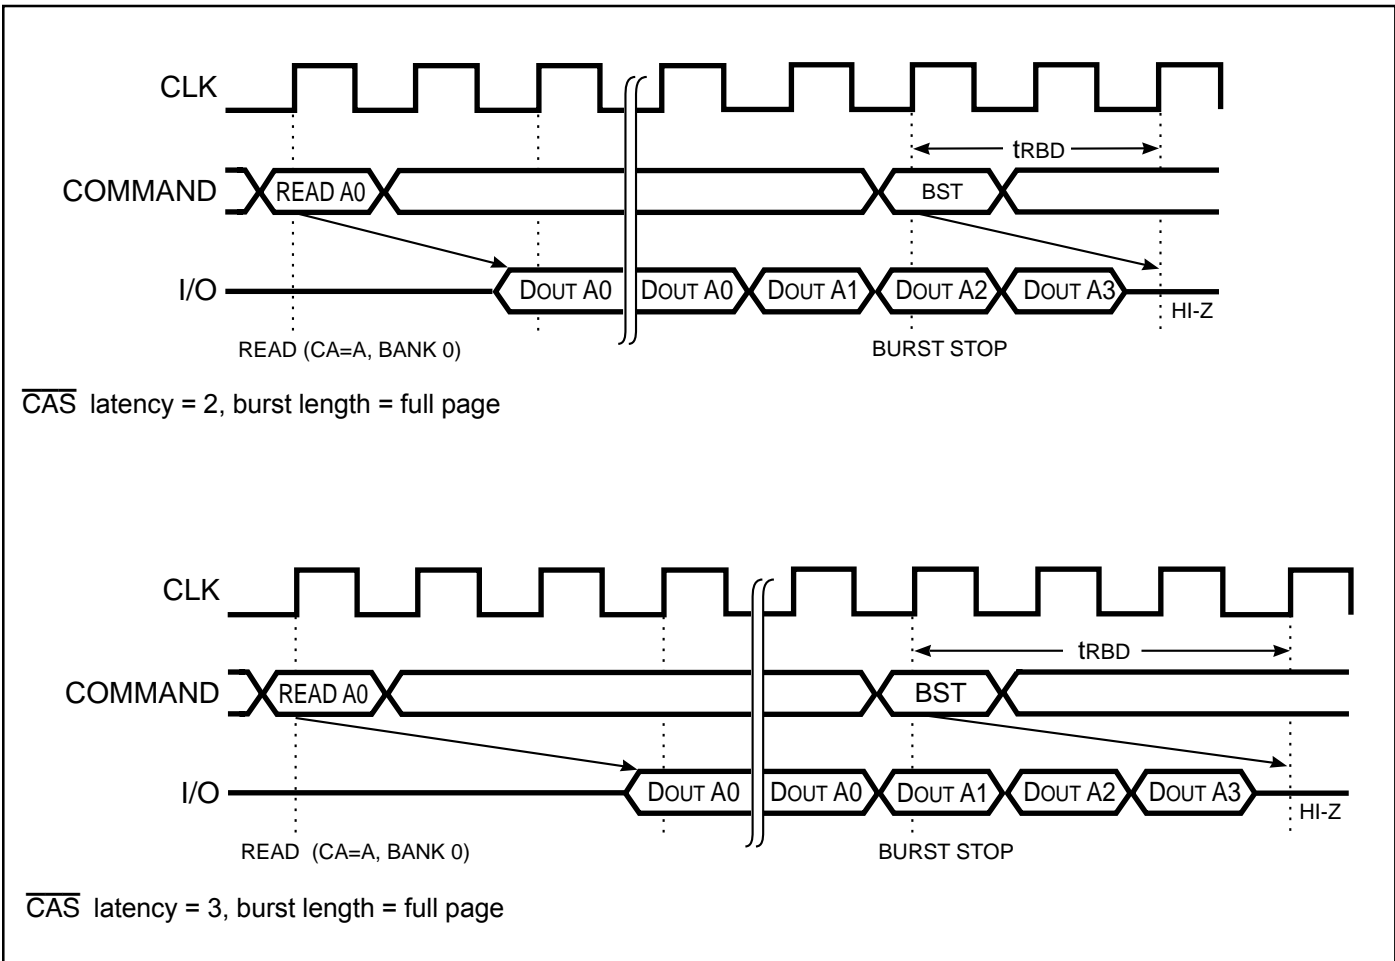 CLK
tRBD
COMMAND READ A0 BST
I/O DOUT A0 DOUT A0 DOUT A1 DOUT A2 DOUT A3 HI-Z
READ (CA=A, BANK 0) BURST STOP
CAS latency = 2, burst length = full page
CLK
tRBD
COMMAND READ A0 BST
I/O DOUT A0 DOUT A0 DOUT A1 DOUT A2 DOUT A3 HI-Z
READ (CA=A, BANK 0) BURST STOP
CAS latency = 3, burst length = full page